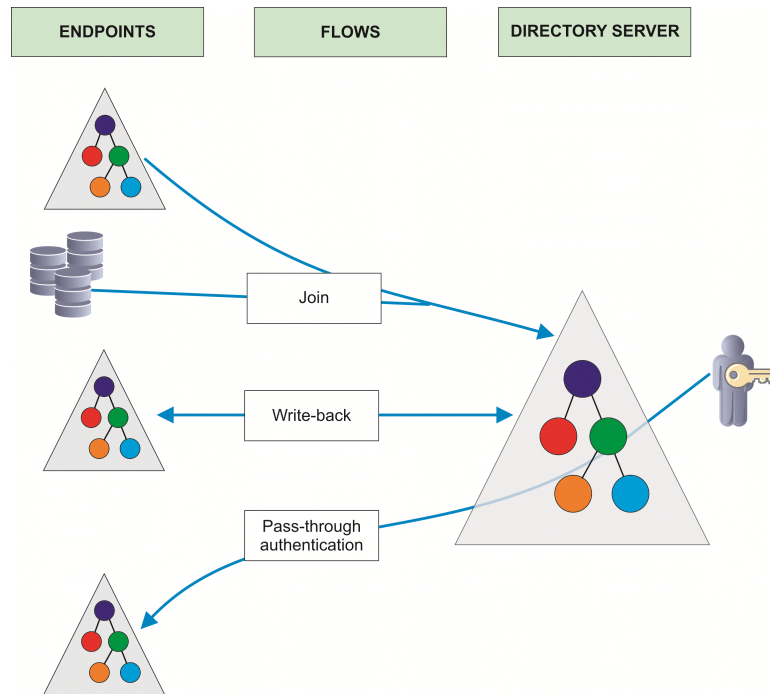 ENDPOINTS
FLOWS
DIRECTORY SERVER
Join
Write-back
Pass-through
authentication